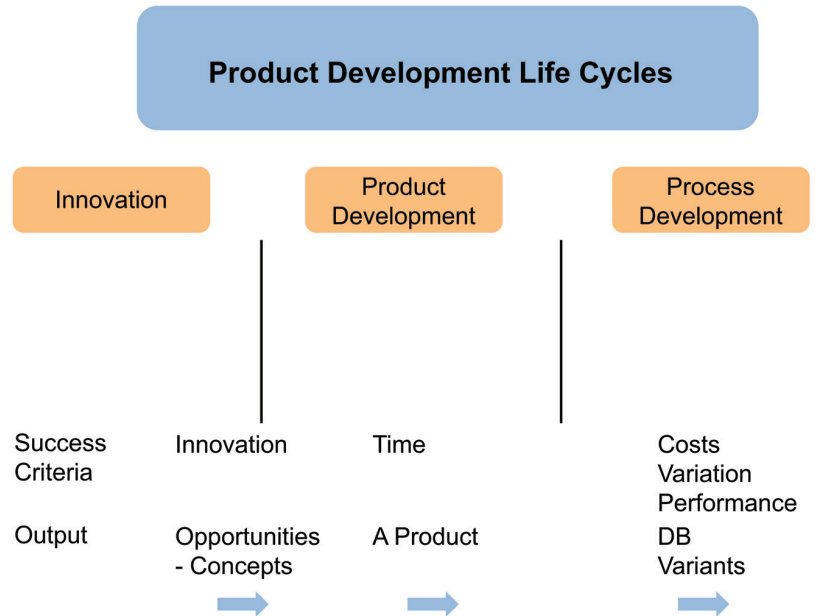 Product Development Life Cycles
Innovation
Product
Development
Process
Development
Success
Criteria
Innovation
Time
Costs
Variation
Performance
Output
Opportunities
- Concepts
A Product
DB
Variants